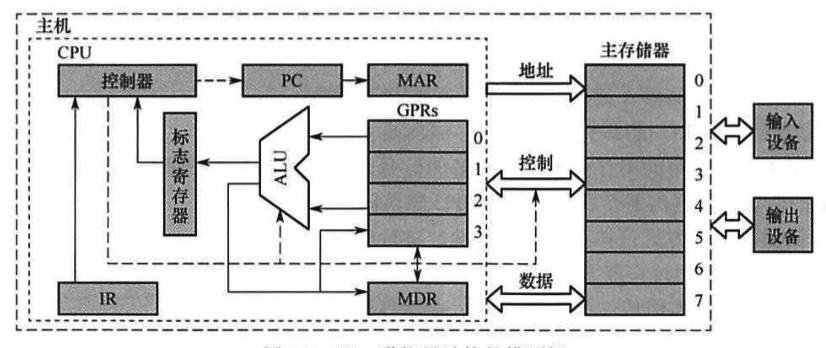 主机
CPU
控制器
PC
MAR
地址
主存储器
GPRs
标志寄存器
ALU
0
1
2
3
控制
IR
MDR
数据
0
1
2
3
4
5
6
7
输入
设备
输出
设备